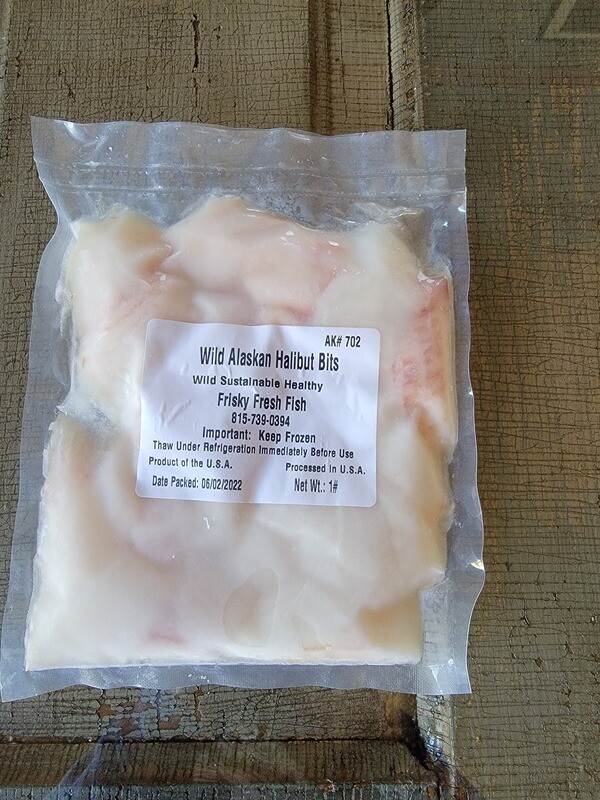 AK# 702
Wild Alaskan Halibut Bits
Wild Sustainable Healthy
Frisky Fresh Fish
815-739-0394
Important: Keep Frozen
Thaw Under Refrigeration Immediately Before Use
Product of the U.S.A. Processed in U.S.A.
Date Packed: 06/02/2022 Net Wt.: 1#